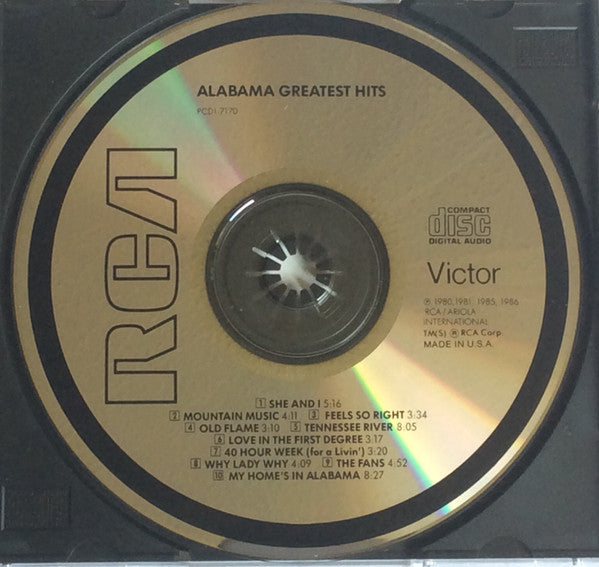 ALABAMA GREATEST HITS
PCD1-7170
RCA
COMPACT
disc
DIGITAL AUDIO
Victor
℗ 1980, 1981, 1985, 1986
RCA/ARIOLA
INTERNATIONAL
TM(S) ® RCA Corp.
MADE IN U.S.A.
1 SHE AND I 5:16
2 MOUNTAIN MUSIC 4:11 3 FEELS SO RIGHT 3:34
4 OLD FLAME 3:10 5 TENNESSEE RIVER 8:05
6 LOVE IN THE FIRST DEGREE 3:17
7 40 HOUR WEEK (for a Livin') 3:20
8 WHY LADY WHY 4:09 9 THE FANS 4:52
10 MY HOME'S IN ALABAMA 8:27